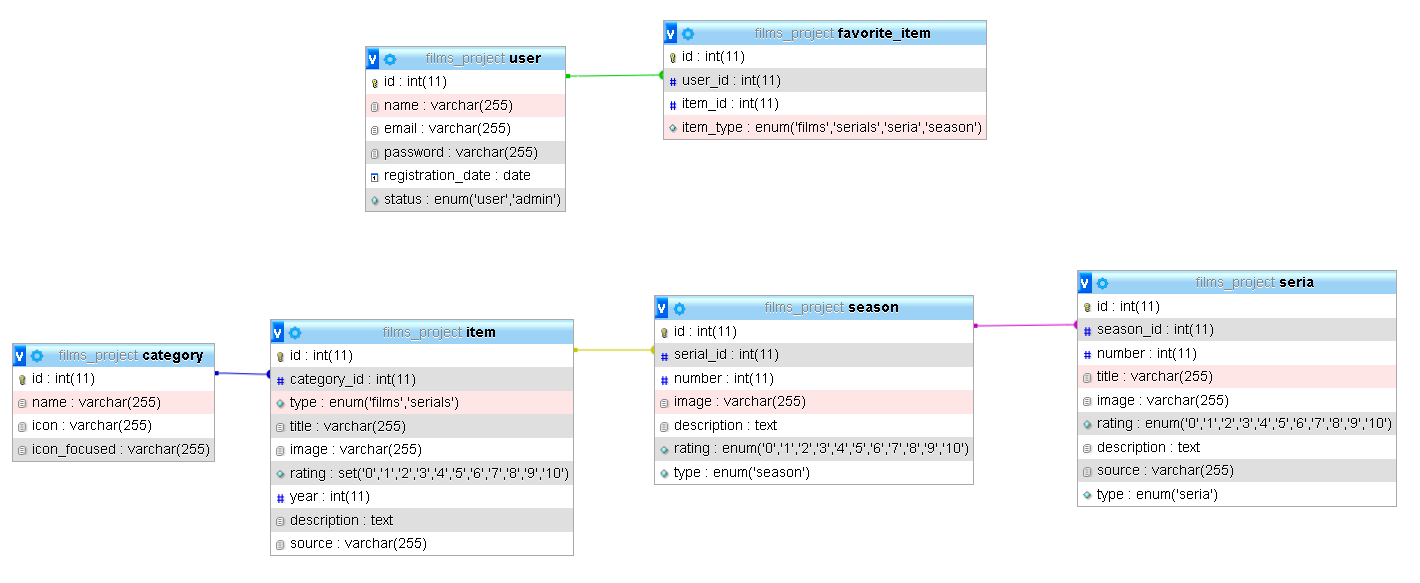 films_project user
id : int(11)
name : varchar(255)
email : varchar(255)
password : varchar(255)
registration_date : date
status : enum('user','admin')
films_project favorite_item
id : int(11)
user_id : int(11)
item_id : int(11)
item_type : enum('films','serials','seria','season')
films_project category
id : int(11)
name : varchar(255)
icon : varchar(255)
icon_focused : varchar(255)
films_project item
id : int(11)
category_id : int(11)
type : enum('films','serials')
title : varchar(255)
image : varchar(255)
rating : set('0','1','2','3','4','5','6','7','8','9','10')
year : int(11)
description : text
source : varchar(255)
films_project season
id : int(11)
serial_id : int(11)
number : int(11)
image : varchar(255)
description : text
rating : enum('0','1','2','3','4','5','6','7','8','9','10')
type : enum('season')
films_project seria
id : int(11)
season_id : int(11)
number : int(11)
title : varchar(255)
image : varchar(255)
rating : enum('0','1','2','3','4','5','6','7','8','9','10')
description : text
source : varchar(255)
type : enum('seria')